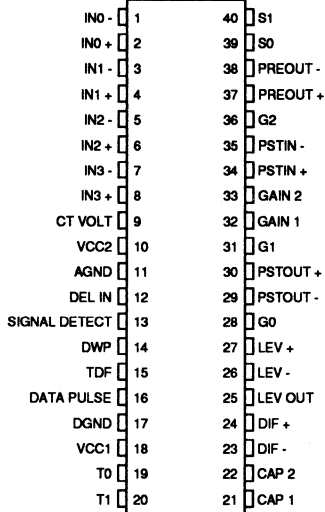 IN0 - 1 40 S1
IN0 + 2 39 S0
IN1 - 3 38 PREOUT -
IN1 + 4 37 PREOUT +
IN2 - 5 36 G2
IN2 + 6 35 PSTIN -
IN3 - 7 34 PSTIN +
IN3 + 8 33 GAIN 2
CT VOLT 9 32 GAIN 1
VCC2 10 31 G1
AGND 11 30 PSTOUT +
DEL IN 12 29 PSTOUT -
SIGNAL DETECT 13 28 G0
DWP 14 27 LEV +
TDF 15 26 LEV -
DATA PULSE 16 25 LEV OUT
DGND 17 24 DIF +
VCC1 18 23 DIF -
T0 19 22 CAP 2
T1 20 21 CAP 1